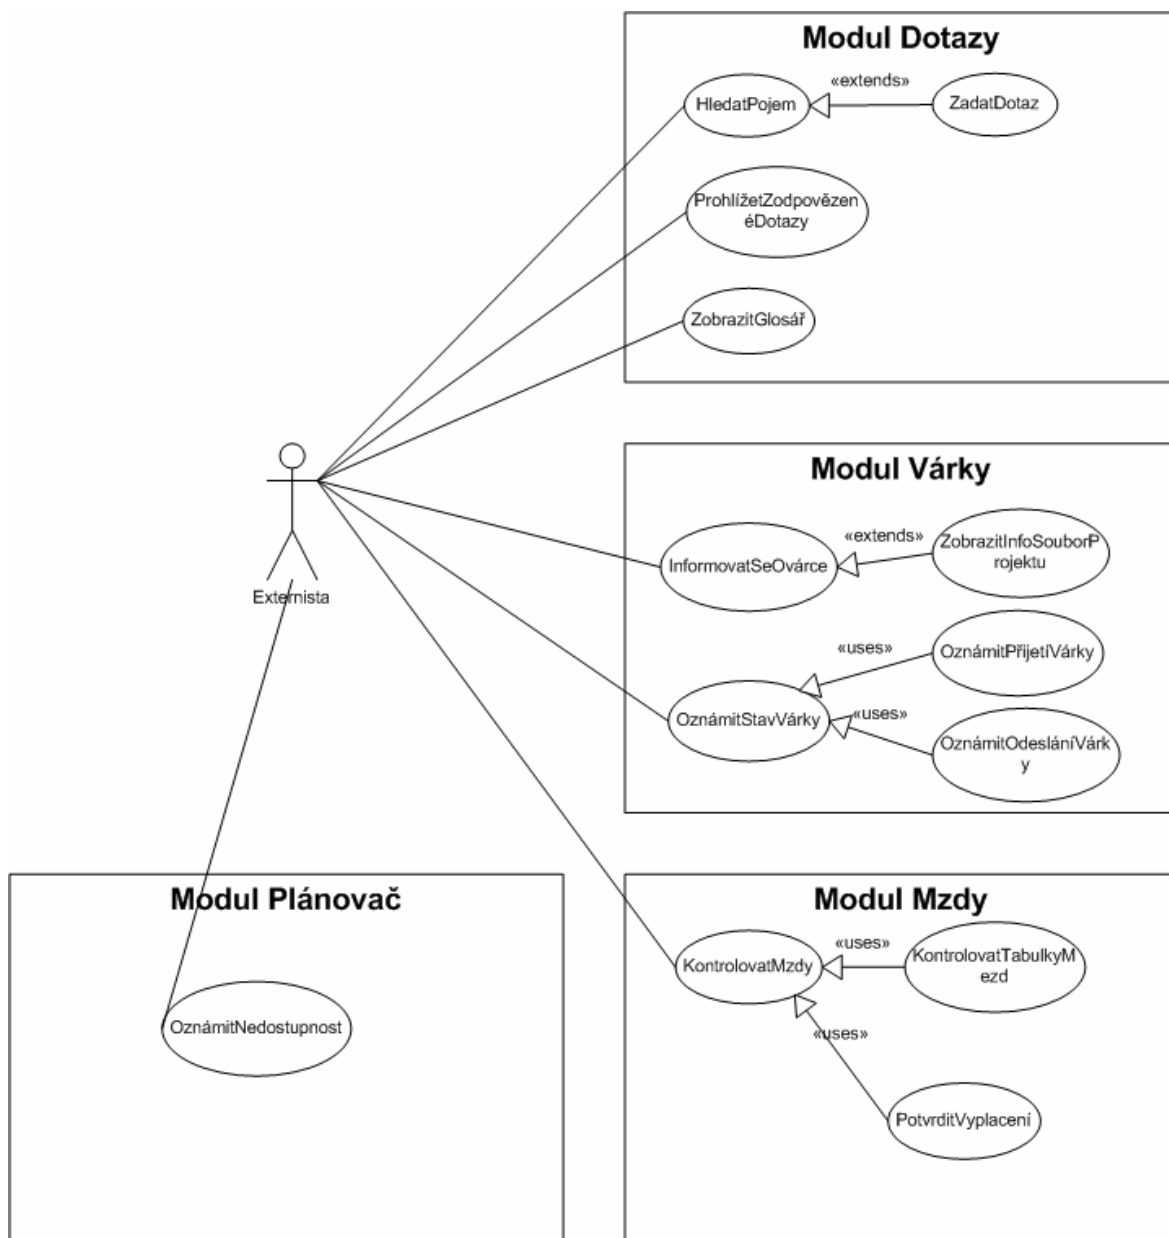 Modul Dotazy
«extends»
HledatPojem
ZadatDotaz
ProhlížetZodpovězen
éDotazy
ZobrazitGlosář
Modul Várky
InformovatSeOvárce
«extends»
ZobrazitInfoSouborP
rojektu
«uses»
OznámitPřijetíVárky
OznámitStavVárky
«uses»
OznámitOdesláníVárk
y
Externista
Modul Plánovač
OznámitNedostupnost
Modul Mzdy
KontrolovatMzdy
«uses»
KontrolovatTabulkyM
ezd
«uses»
PotvrditVyplacení